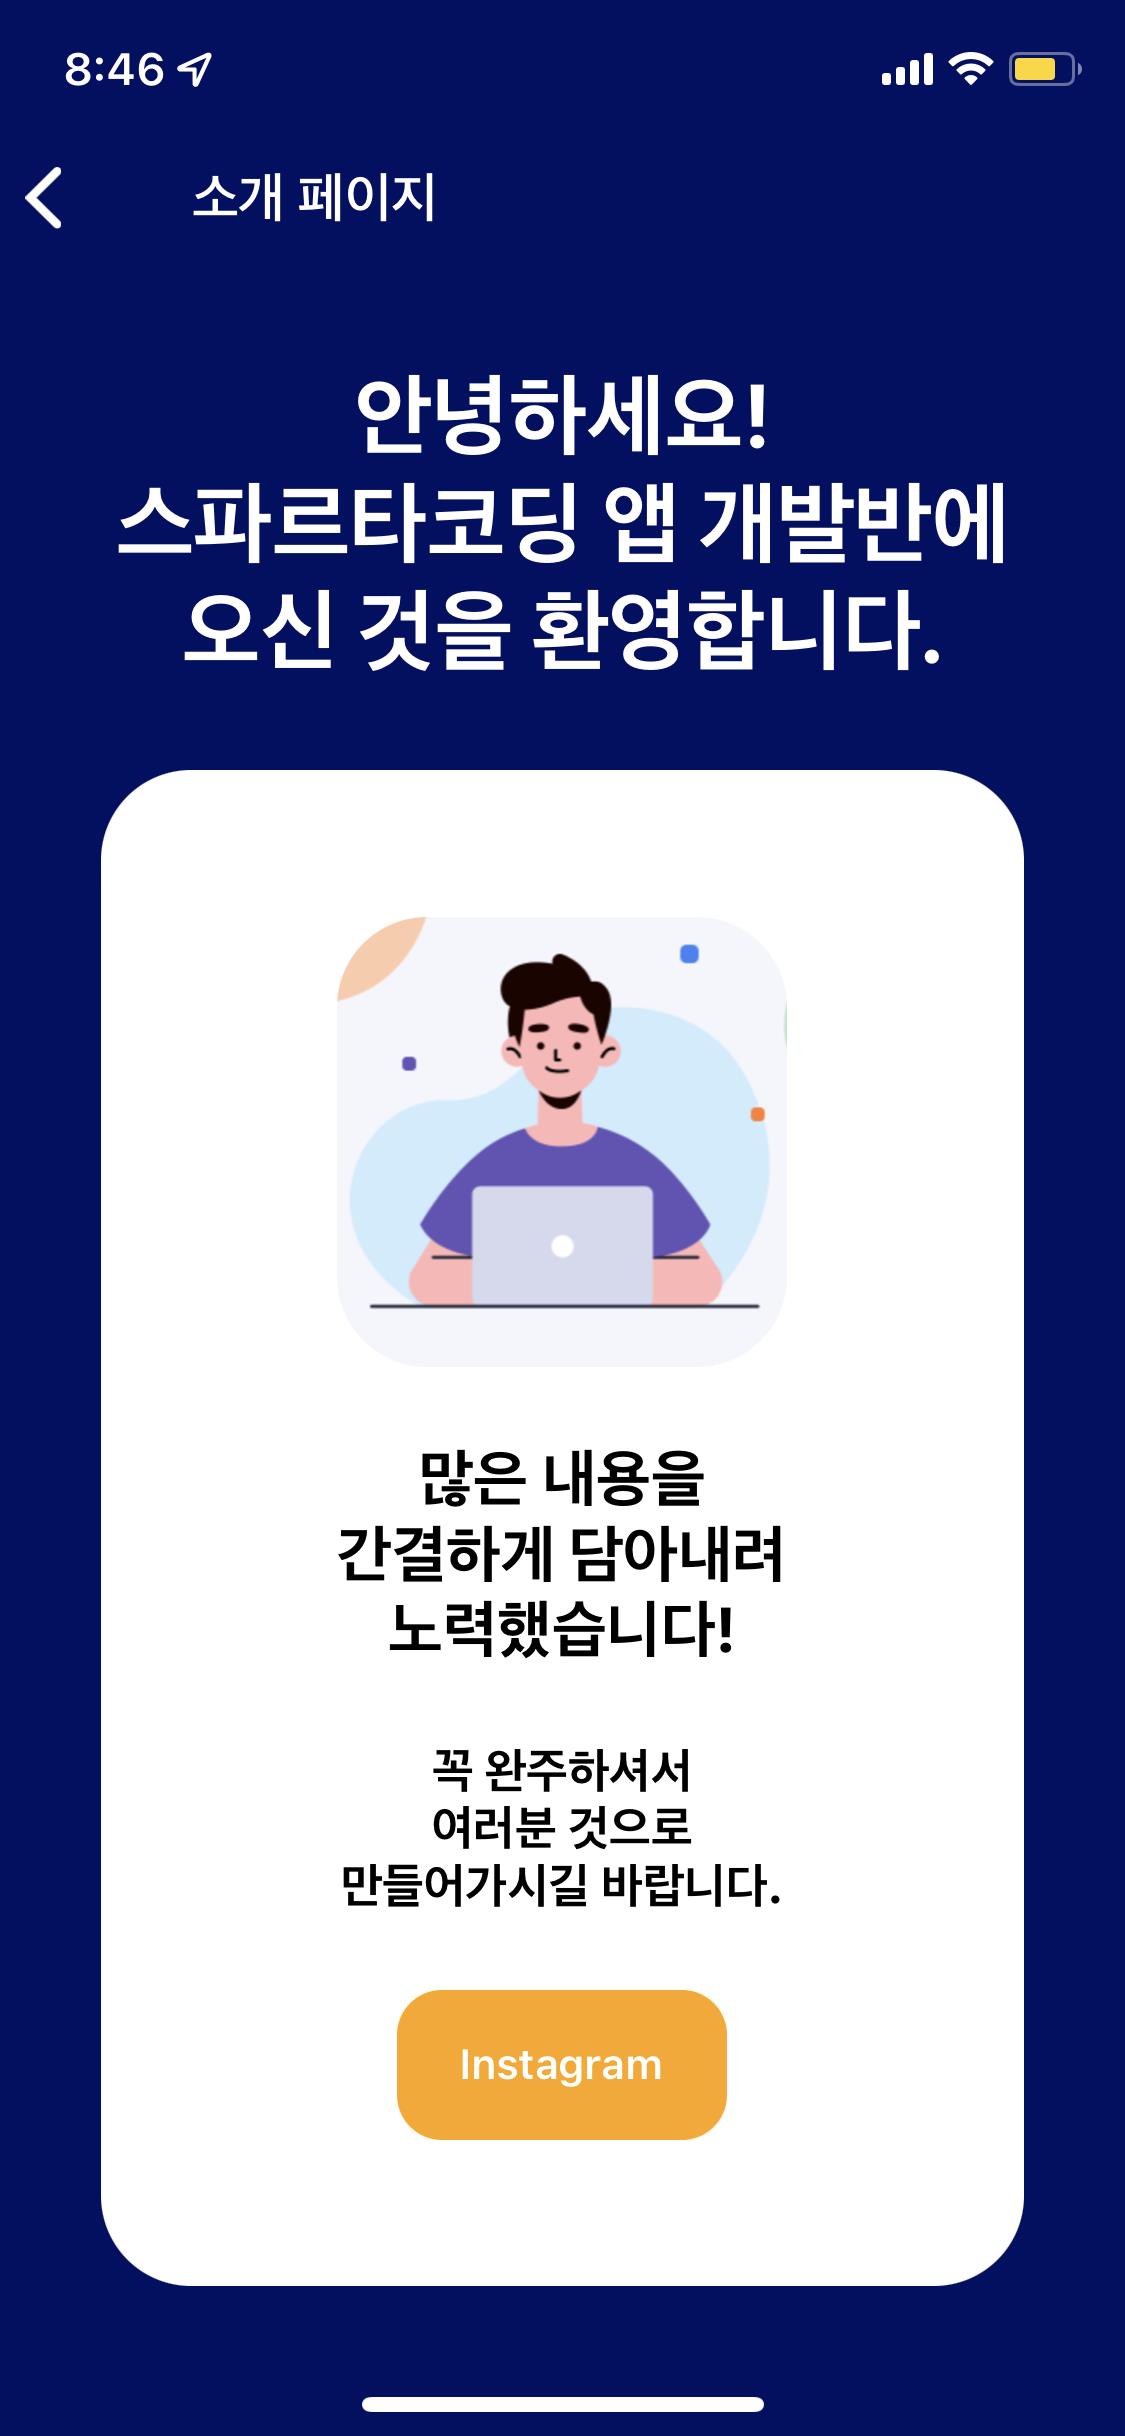 8:46
소개 페이지
안녕하세요!
스파르타코딩 앱 개발반에
오신 것을 환영합니다.
많은 내용을
간결하게 담아내려
노력했습니다!
꼭 완주하셔서
여러분 것으로
만들어가시길 바랍니다.
Instagram